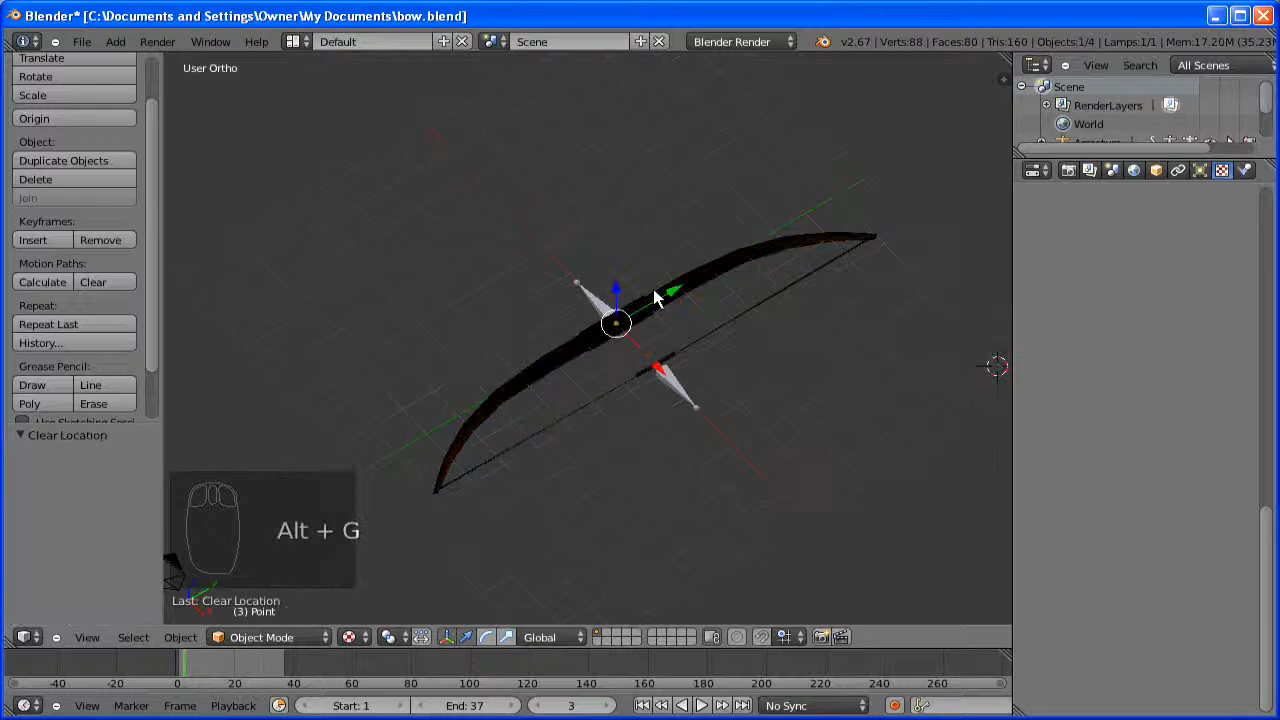 Blender* [C:\Documents and Settings\Owner\My Documents\bow.blend]
File Add Render Window Help Default Scene Blender Render v2.67 | Verts:88 | Faces:80 | Tris:160 | Objects:1/4 | Lamps:1/1 | Mem:17.20M (35.23M
Translate
Rotate
Scale
Origin
Object:
Duplicate Objects
Delete
Join
Keyframes:
Insert Remove
Motion Paths:
Calculate Clear
Repeat:
Repeat Last
History...
Grease Pencil:
Draw Line
Poly Erase
Clear Location
User Ortho
Alt + G
Last: Clear Location
(3) Point
View Search All Scenes
Scene
RenderLayers
World
View Select Object Object Mode Global
-40 -20 0 20 40 60 80 100 120 140 160 180 200 220 240 260
View Marker Frame Playback Start: 1 End: 37 3 No Sync